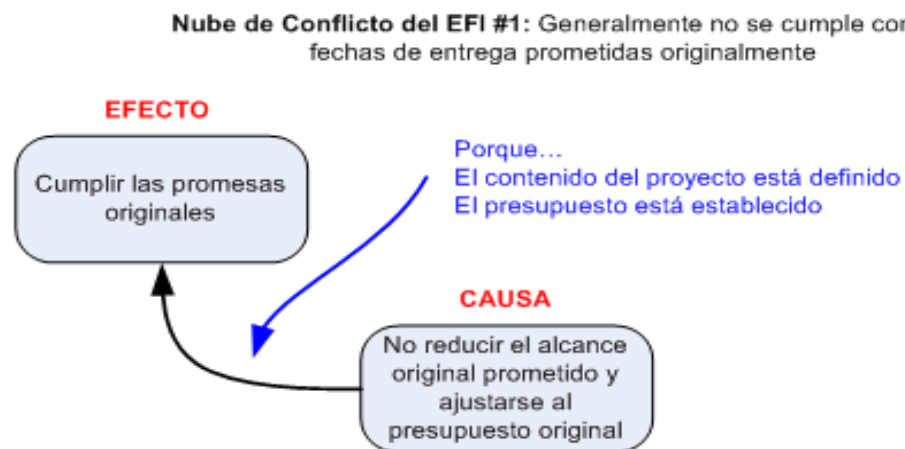 Nube de Conflicto del EFI #1: Generalmente no se cumple con
fechas de entrega prometidas originalmente
EFECTO
Cumplir las promesas
originales
Porque...
El contenido del proyecto está definido
El presupuesto está establecido
CAUSA
No reducir el alcance
original prometido y
ajustarse al
presupuesto original